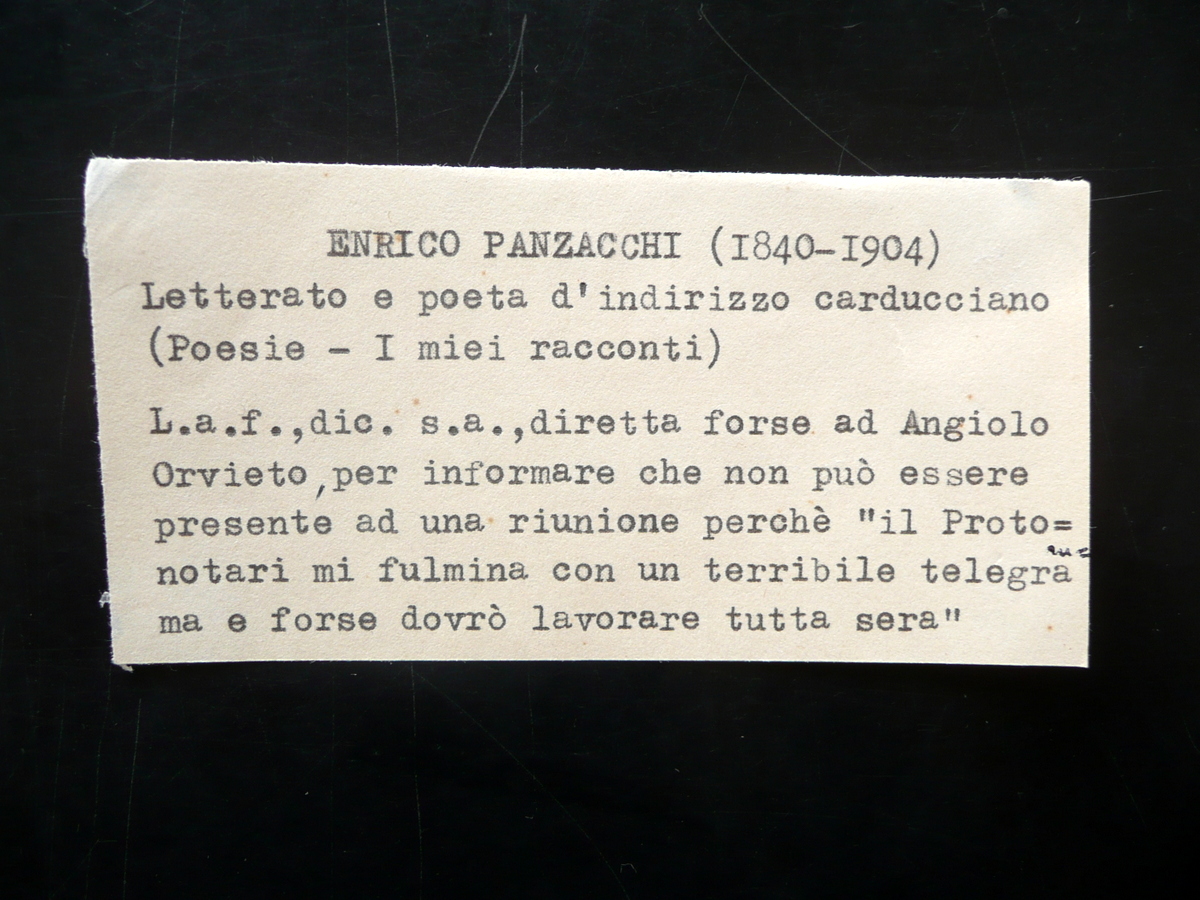 ENRICO PANZACCHI (1840-1904)
Letterato e poeta d'indirizzo carducciano
(Poesie - I miei racconti)
L.a.f.,dic. s.a.,diretta forse ad Angiolo
Orvieto,per informare che non può essere
presente ad una riunione perchè "il Proto=
notari mi fulmina con un terribile telegra
ma e forse dovrò lavorare tutta sera"